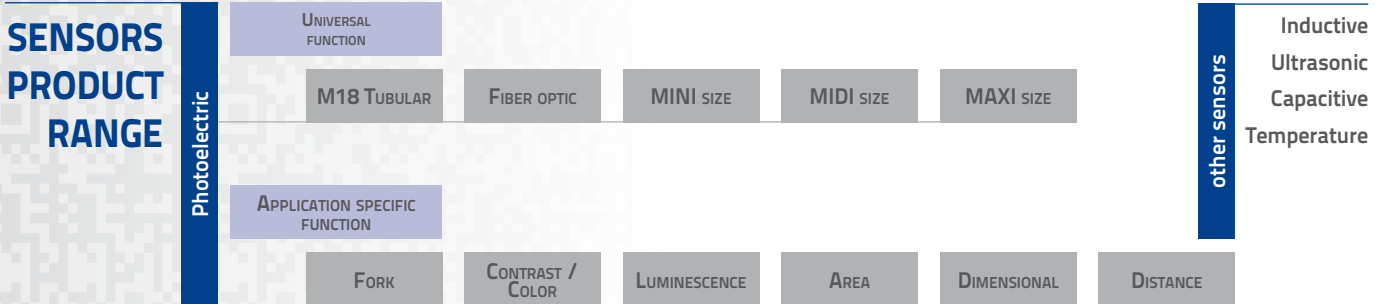 SENSORS
PRODUCT
RANGE
Photoelectric
Universal
function
M18 Tubular
Fiber optic
MINI size
MIDI size
MAXI size
Application specific
function
Fork
Contrast /
Color
Luminescence
Area
Dimensional
Distance
other sensors
Inductive
Ultrasonic
Capacitive
Temperature